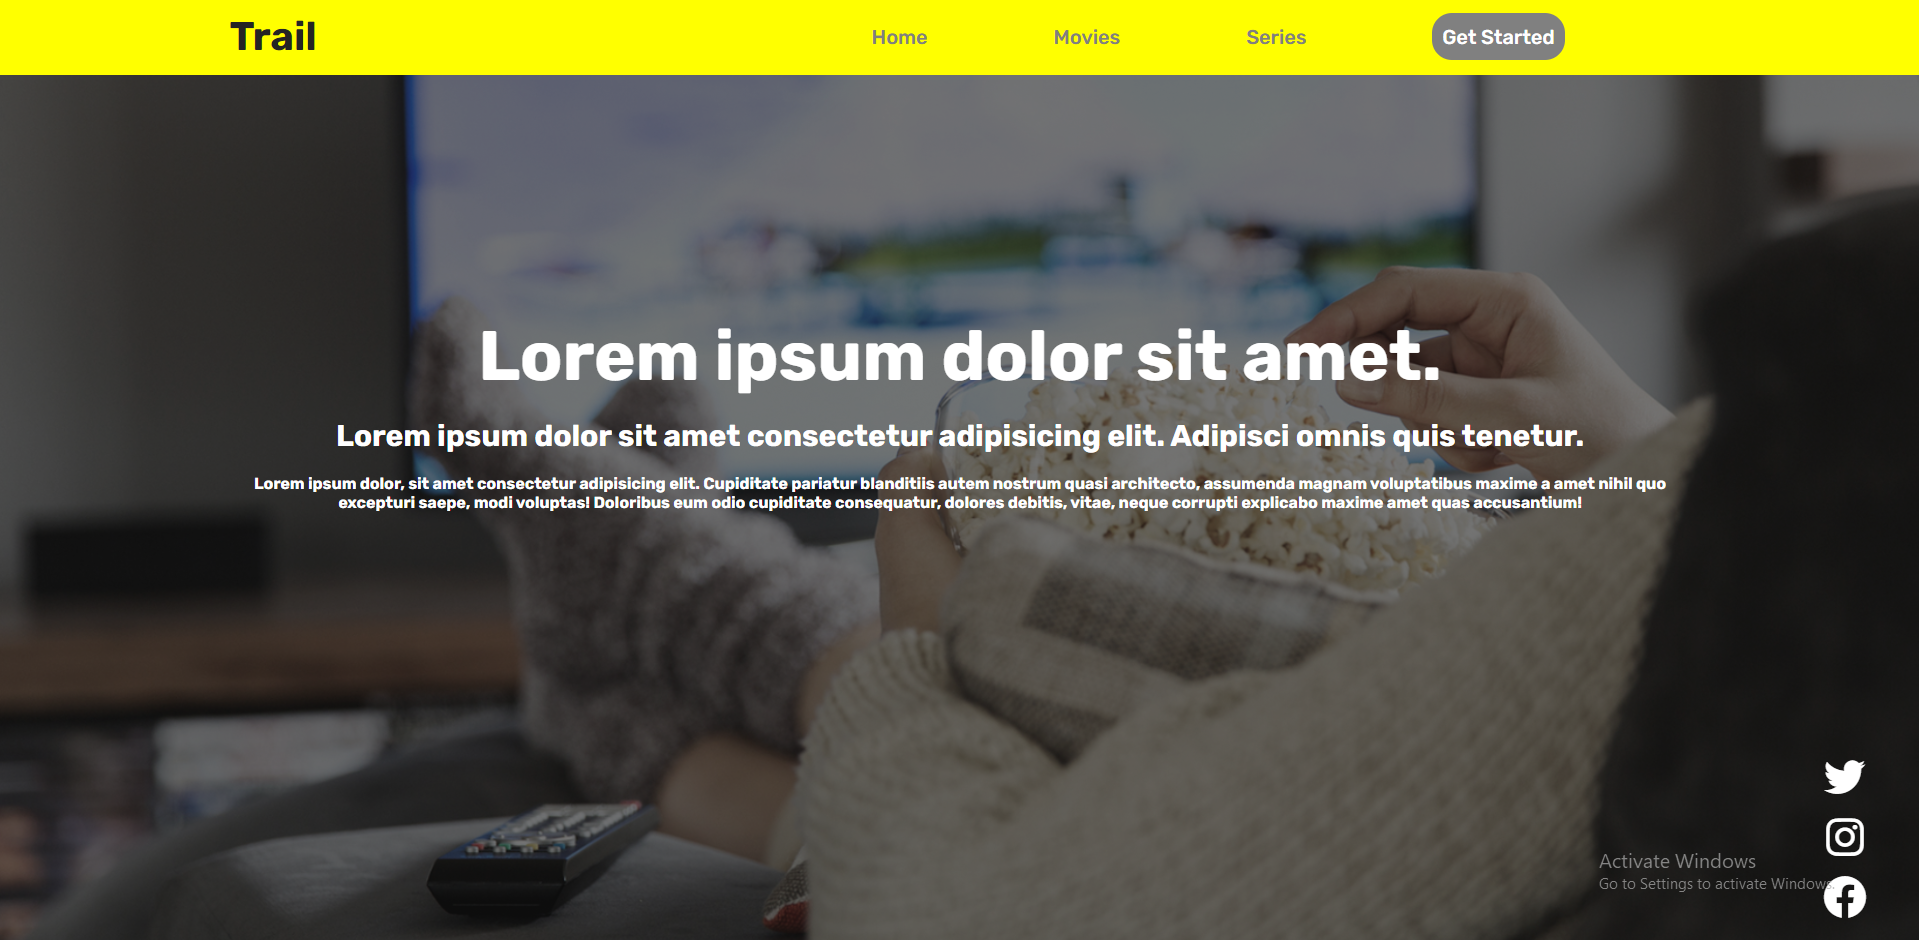 Trail
Home
Movies
Series
Get Started
Lorem ipsum dolor sit amet.
Lorem ipsum dolor sit amet consectetur adipisicing elit. Adipisci omnis quis tenetur.
Lorem ipsum dolor, sit amet consectetur adipisicing elit. Cupiditate pariatur blanditiis autem nostrum quasi architecto, assumenda magnam voluptatibus maxime a amet nihil quo
excepturi saepe, modi voluptas! Doloribus eum odio cupiditate consequatur, dolores debitis, vitae, neque corrupti explicabo maxime amet quas accusantium!
Activate Windows
Go to Settings to activate Windows.